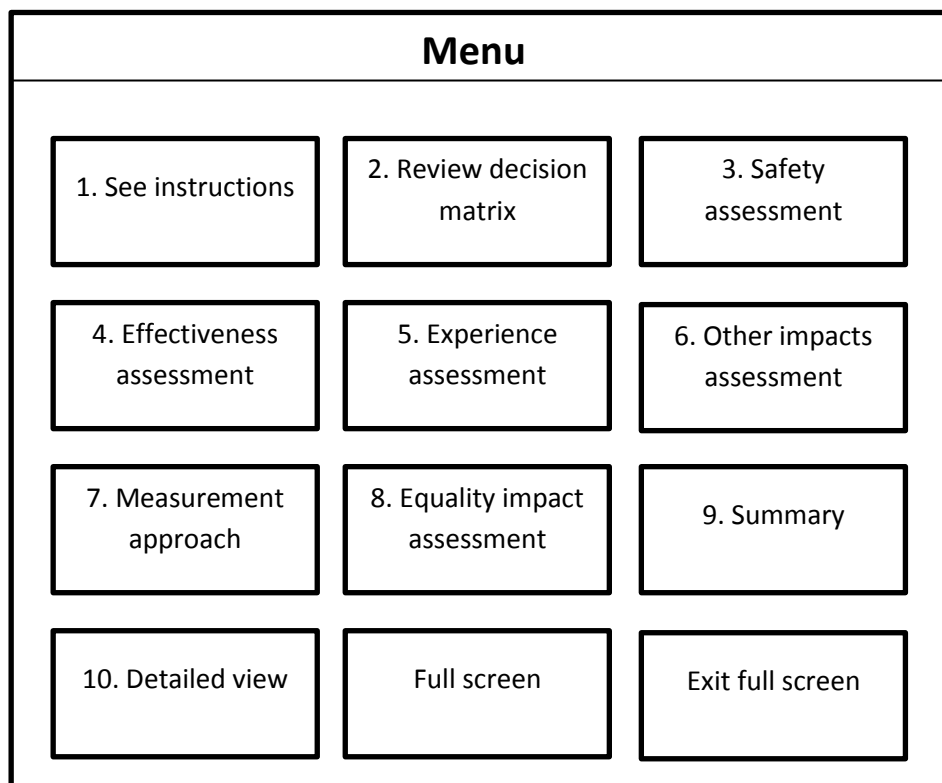 Menu
1. See instructions
2. Review decision
matrix
3. Safety
assessment
4. Effectiveness
assessment
5. Experience
assessment
6. Other impacts
assessment
7. Measurement
approach
8. Equality impact
assessment
9. Summary
10. Detailed view
Full screen
Exit full screen